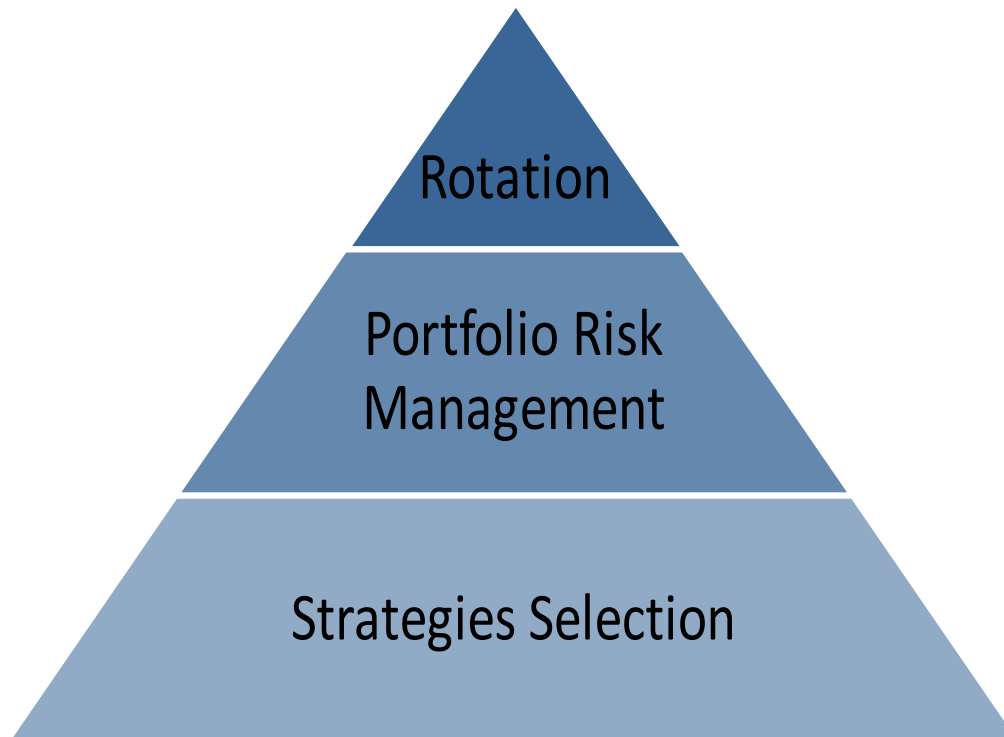 Rotation
Portfolio Risk
Management
Strategies Selection